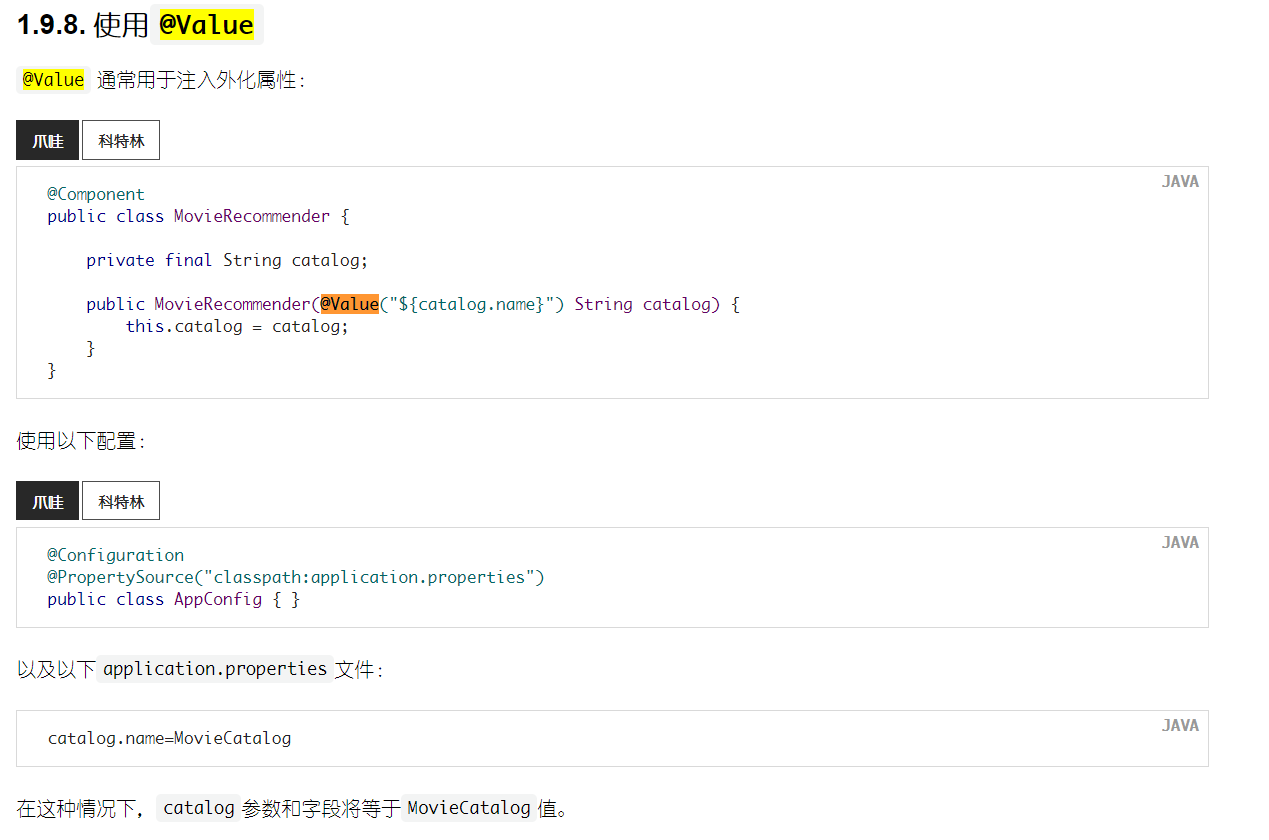 1.9.8. 使用 @Value
@Value 通常用于注入外化属性：
爪哇 科特林
JAVA
@Component
public class MovieRecommender {
private final String catalog;
public MovieRecommender(@Value("${catalog.name}") String catalog) {
this.catalog = catalog;
}
}
使用以下配置：
爪哇 科特林
JAVA
@Configuration
@PropertySource("classpath:application.properties")
public class AppConfig { }
以及以下 application.properties 文件：
JAVA
catalog.name=MovieCatalog
在这种情况下， catalog 参数和字段将等于 MovieCatalog 值。